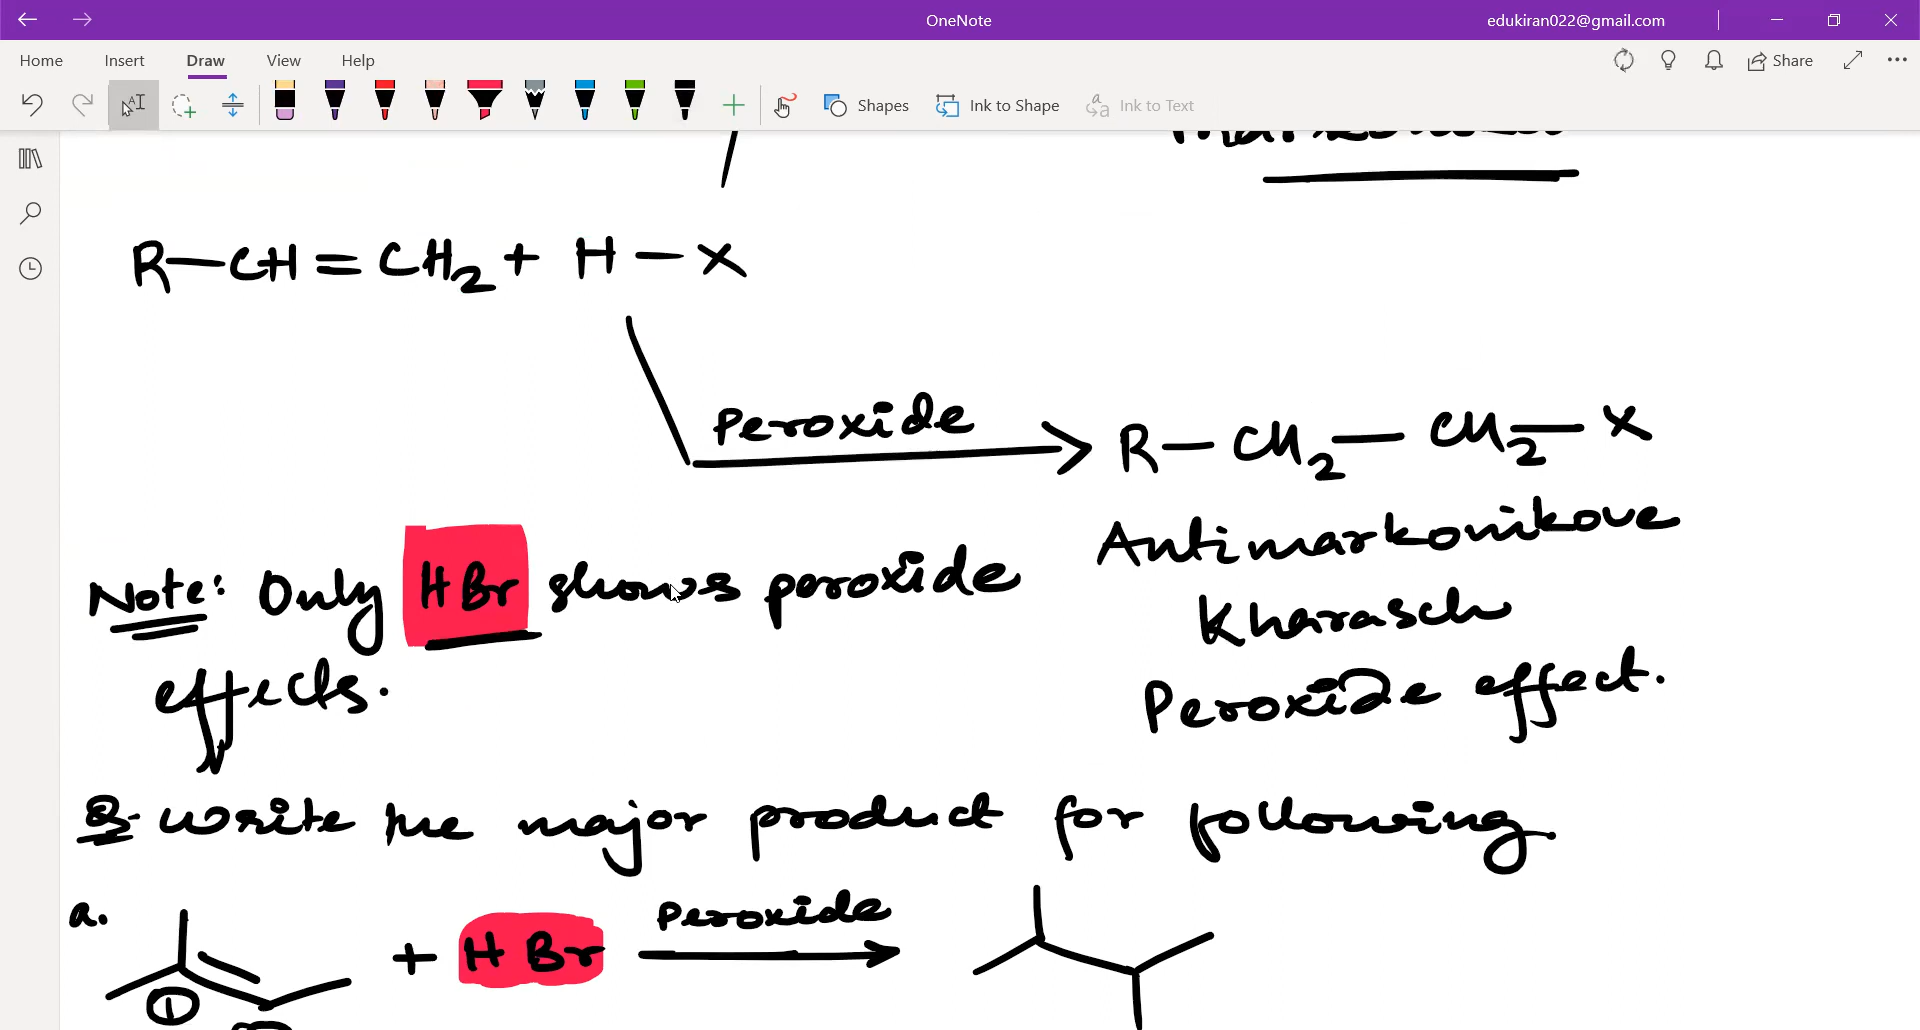 OneNote
edukiran022@gmail.com
Home Insert Draw View Help
Share
Shapes
Ink to Shape
Ink to Text
R-CH=CH2 + H-X
Peroxide
R-CH2-CH2-X
Antimarkonikove
Kharasch
Peroxide effect.
Note: Only HBr shows peroxide
effects.
Q- write the major product for following
a.
+ HBr
Peroxide
1